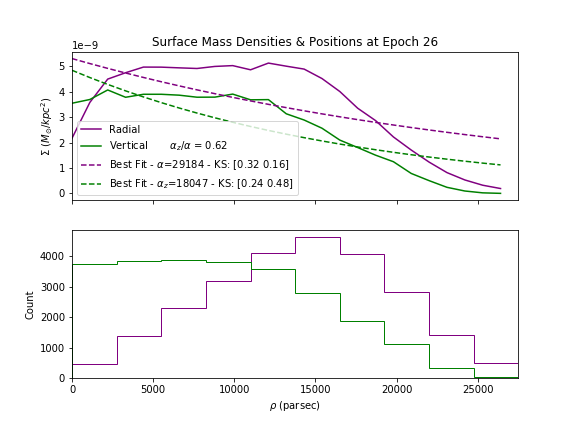 Surface Mass Densities & Positions at Epoch 26
1e−9
5
4
3
2
1
0
Σ (M⊙/kpc²)
Radial
Vertical α_z/α = 0.62
Best Fit - α=29184 - KS: [0.32 0.16]
Best Fit - α_z=18047 - KS: [0.24 0.48]
4000
3000
2000
1000
0
Count
0 5000 10000 15000 20000 25000
ρ (parsec)